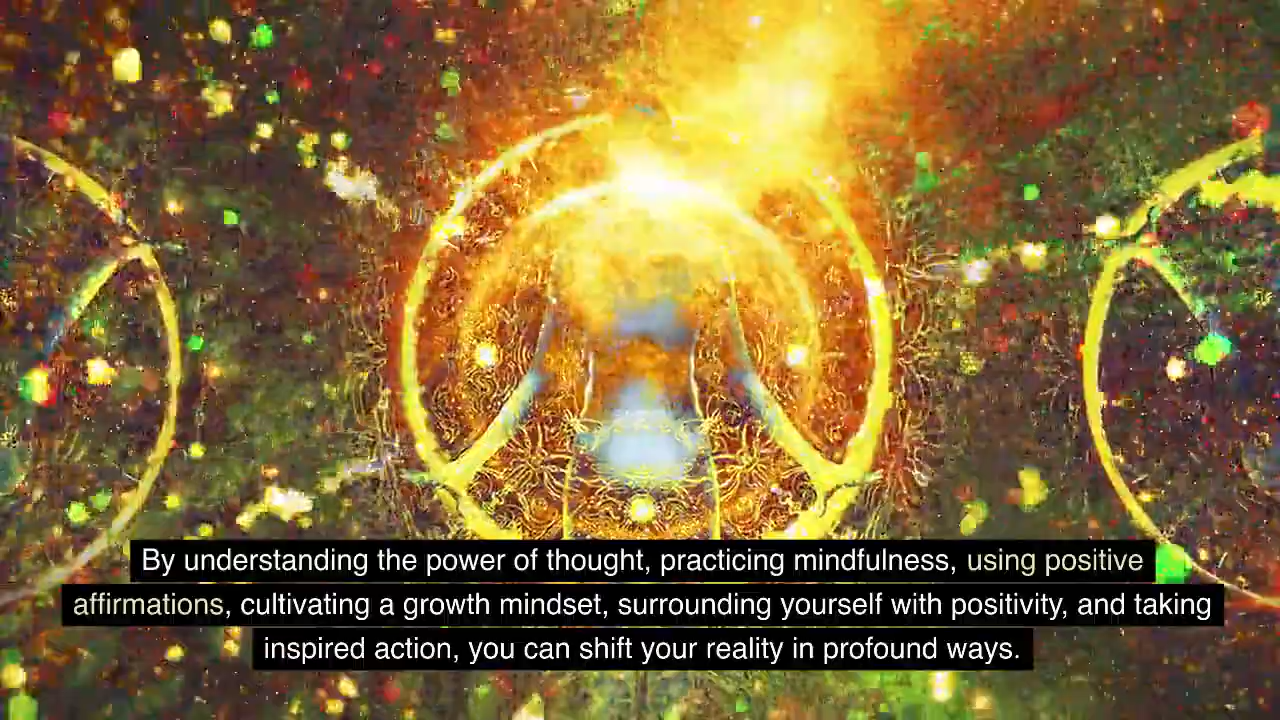 By understanding the power of thought, practicing mindfulness, using positive
affirmations, cultivating a growth mindset, surrounding yourself with positivity, and taking
inspired action, you can shift your reality in profound ways.